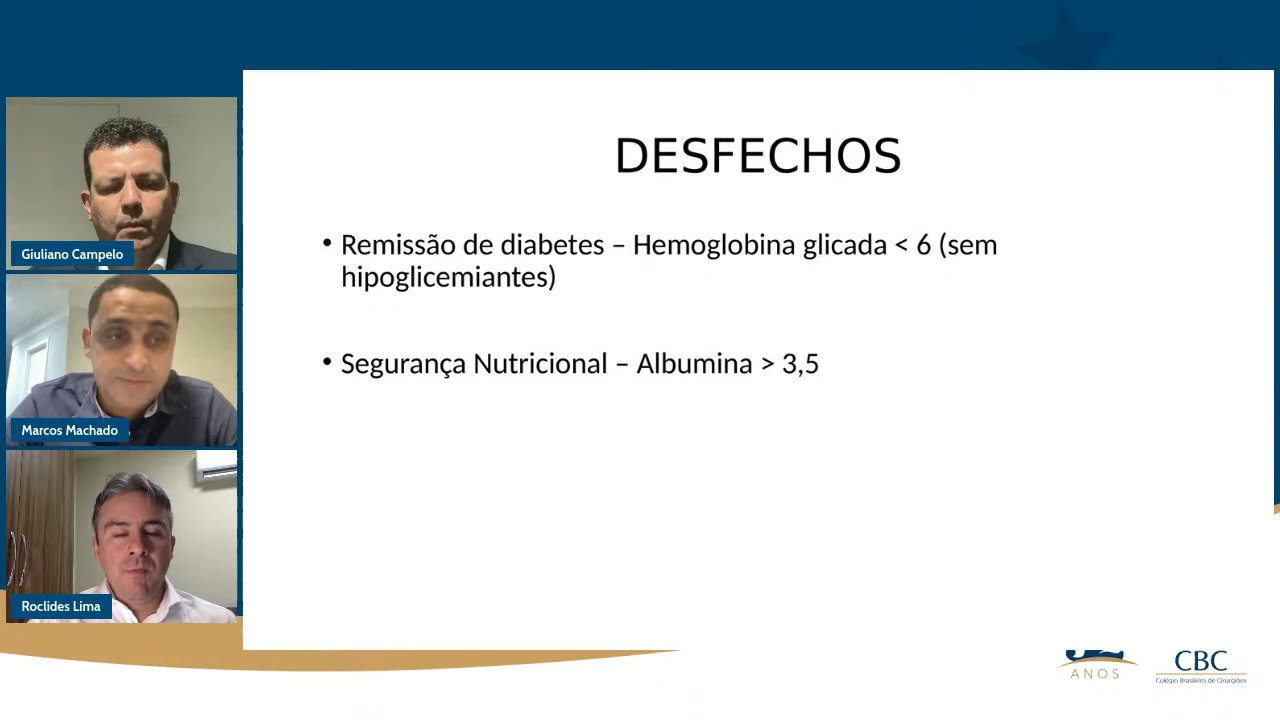 DESFECHOS
• Remissão de diabetes – Hemoglobina glicada < 6 (sem
hipoglicemiantes)
• Segurança Nutricional – Albumina > 3,5
Giuliano Campelo
Marcos Machado
Roclides Lima
ANOS
CBC
Colégio Brasileiro de Cirurgiões